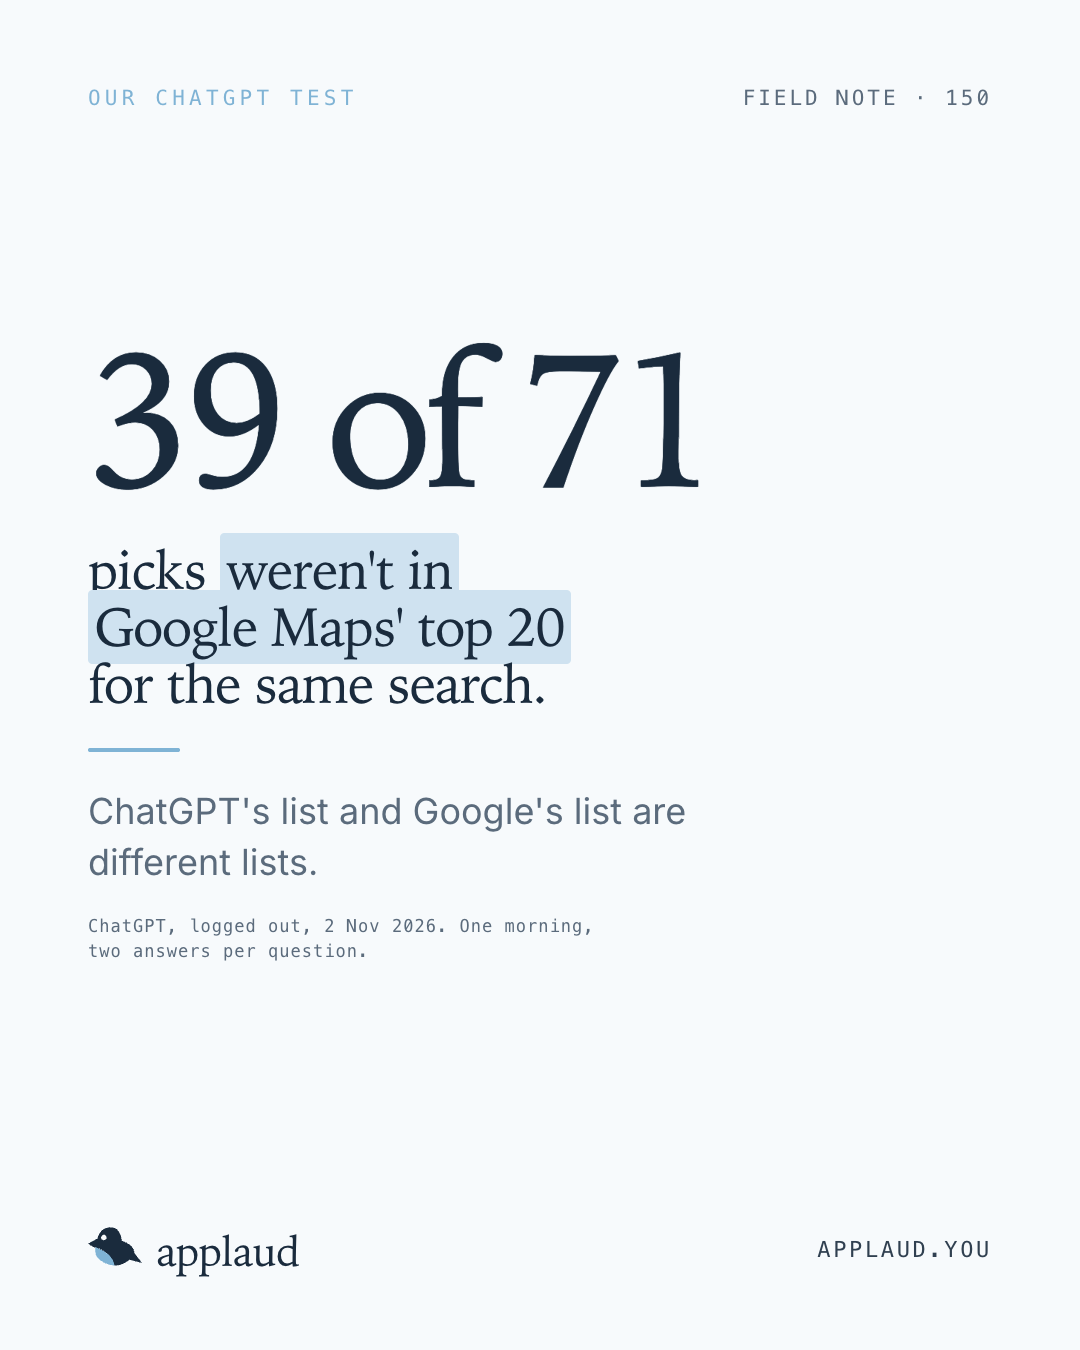 OUR CHATGPT TEST
FIELD NOTE · 150
39 of 71
picks weren't in
Google Maps' top 20
for the same search.
ChatGPT's list and Google's list are
different lists.
ChatGPT, logged out, 2 Nov 2026. One morning,
two answers per question.
applaud
APPLAUD.YOU